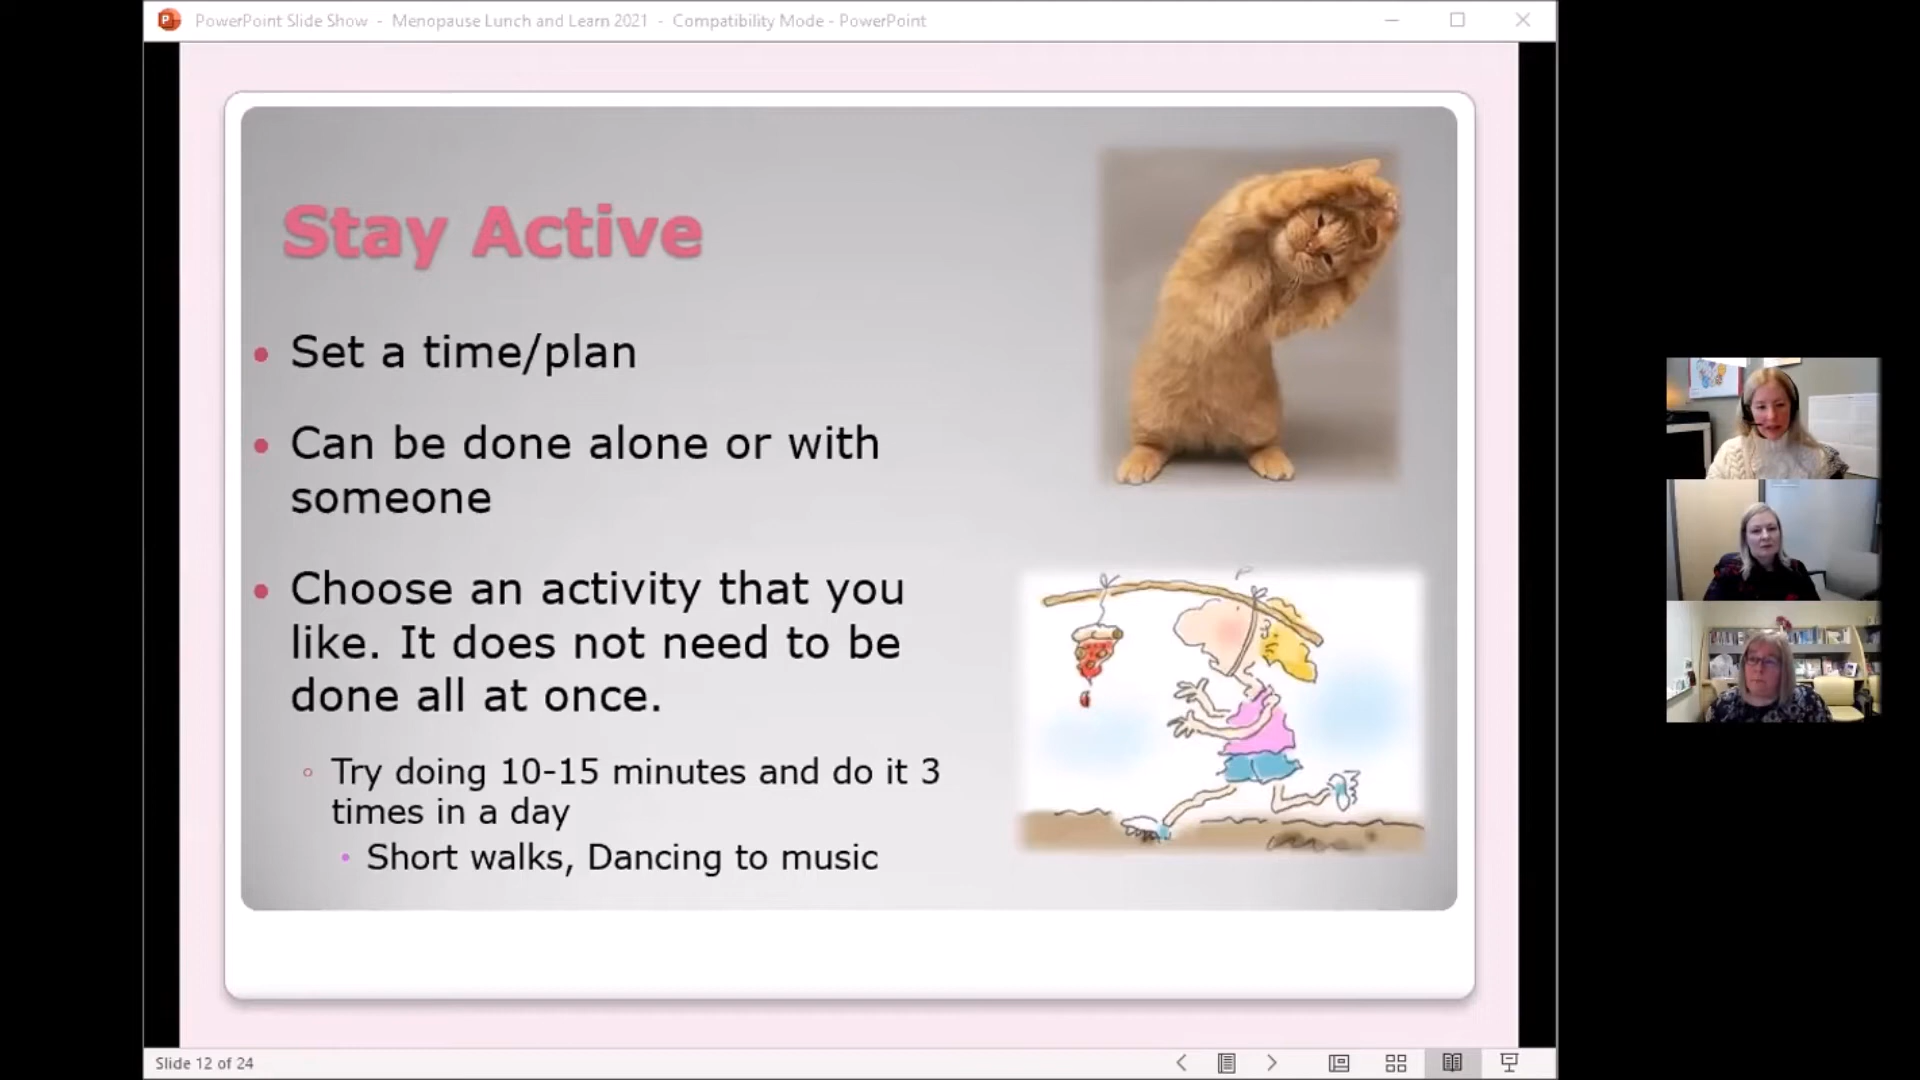 PowerPoint Slide Show - Menopause Lunch and Learn 2021 - Compatibility Mode - PowerPoint
Stay Active
• Set a time/plan
• Can be done alone or with
someone
• Choose an activity that you
like. It does not need to be
done all at once.
◦ Try doing 10-15 minutes and do it 3
times in a day
• Short walks, Dancing to music
Slide 12 of 24